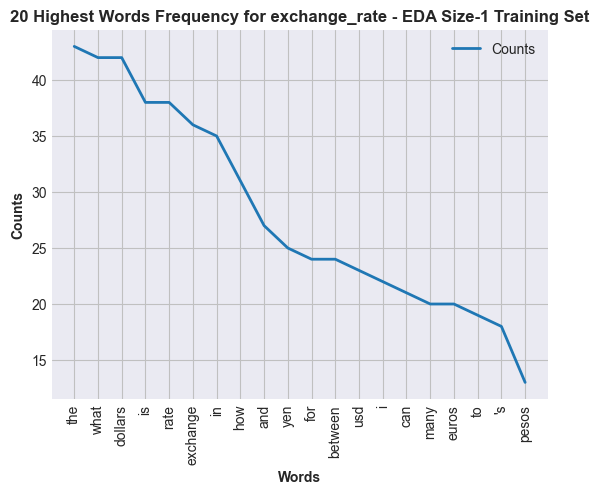 20 Highest Words Frequency for exchange_rate - EDA Size-1 Training Set
Counts
40
35
30
25
20
15
Counts
the
what
dollars
is
rate
exchange
in
how
and
yen
for
between
usd
i
can
many
euros
to
's
pesos
Words